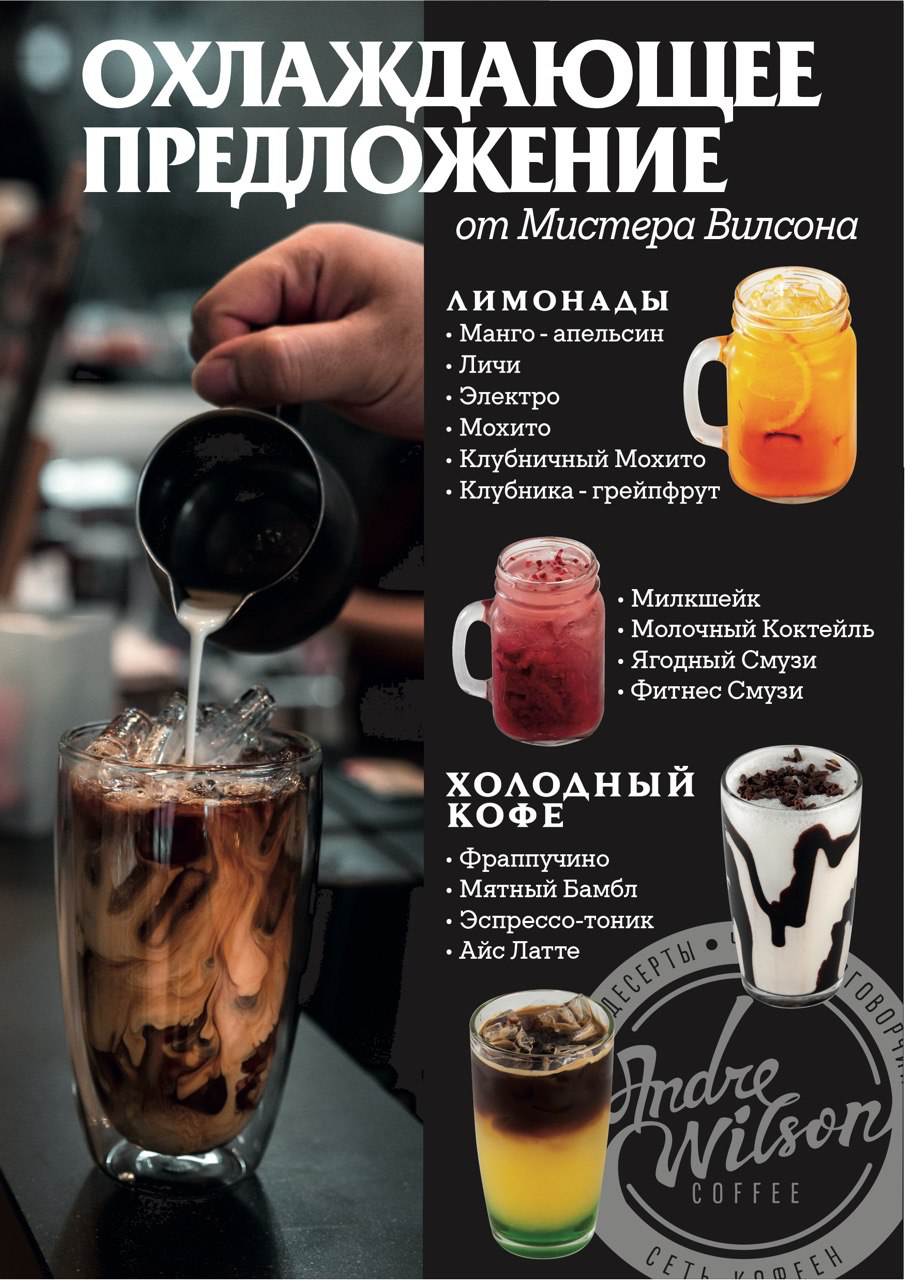 ОХЛАЖДАЮЩЕЕ
ПРЕДЛОЖЕНИЕ
от Мистера Вилсона
ЛИМОНАДЫ
• Манго - апельсин
• Личи
• Электро
• Мохито
• Клубничный Мохито
• Клубника - грейпфрут
• Милкшейк
• Молочный Коктейль
• Ягодный Смузи
• Фитнес Смузи
ХОЛОДНЫЙ
КОФЕ
• Фраппучино
• Мятный Бамбл
• Эспрессо-тоник
• Айс Латте
ДЕСЕРТЫ •
Andre
Wilson
COFFEE
СЕТЬ КОФЕЕН